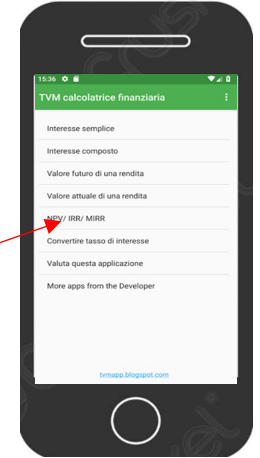 15:36
TVM calcolatrice finanziaria
Interesse semplice
Interesse composto
Valore futuro di una rendita
Valore attuale di una rendita
NPV/ IRR/ MIRR
Convertire tasso di interesse
Valuta questa applicazione
More apps from the Developer
tvmapp.blogspot.com